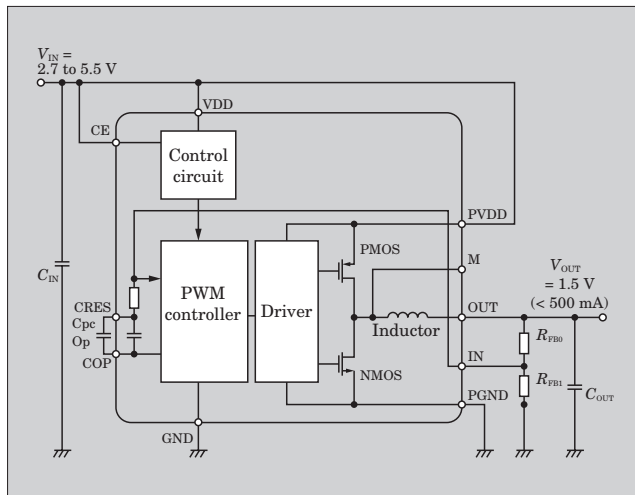 V_IN =
2.7 to 5.5 V
VDD
CE
Control
circuit
PVDD
PMOS
M
C_IN
V_OUT
= 1.5 V
(< 500 mA)
CRES
PWM
controller
Driver
OUT
Cpc
Op
Inductor
R_FB0
COP
IN
NMOS
R_FB1
PGND
C_OUT
GND